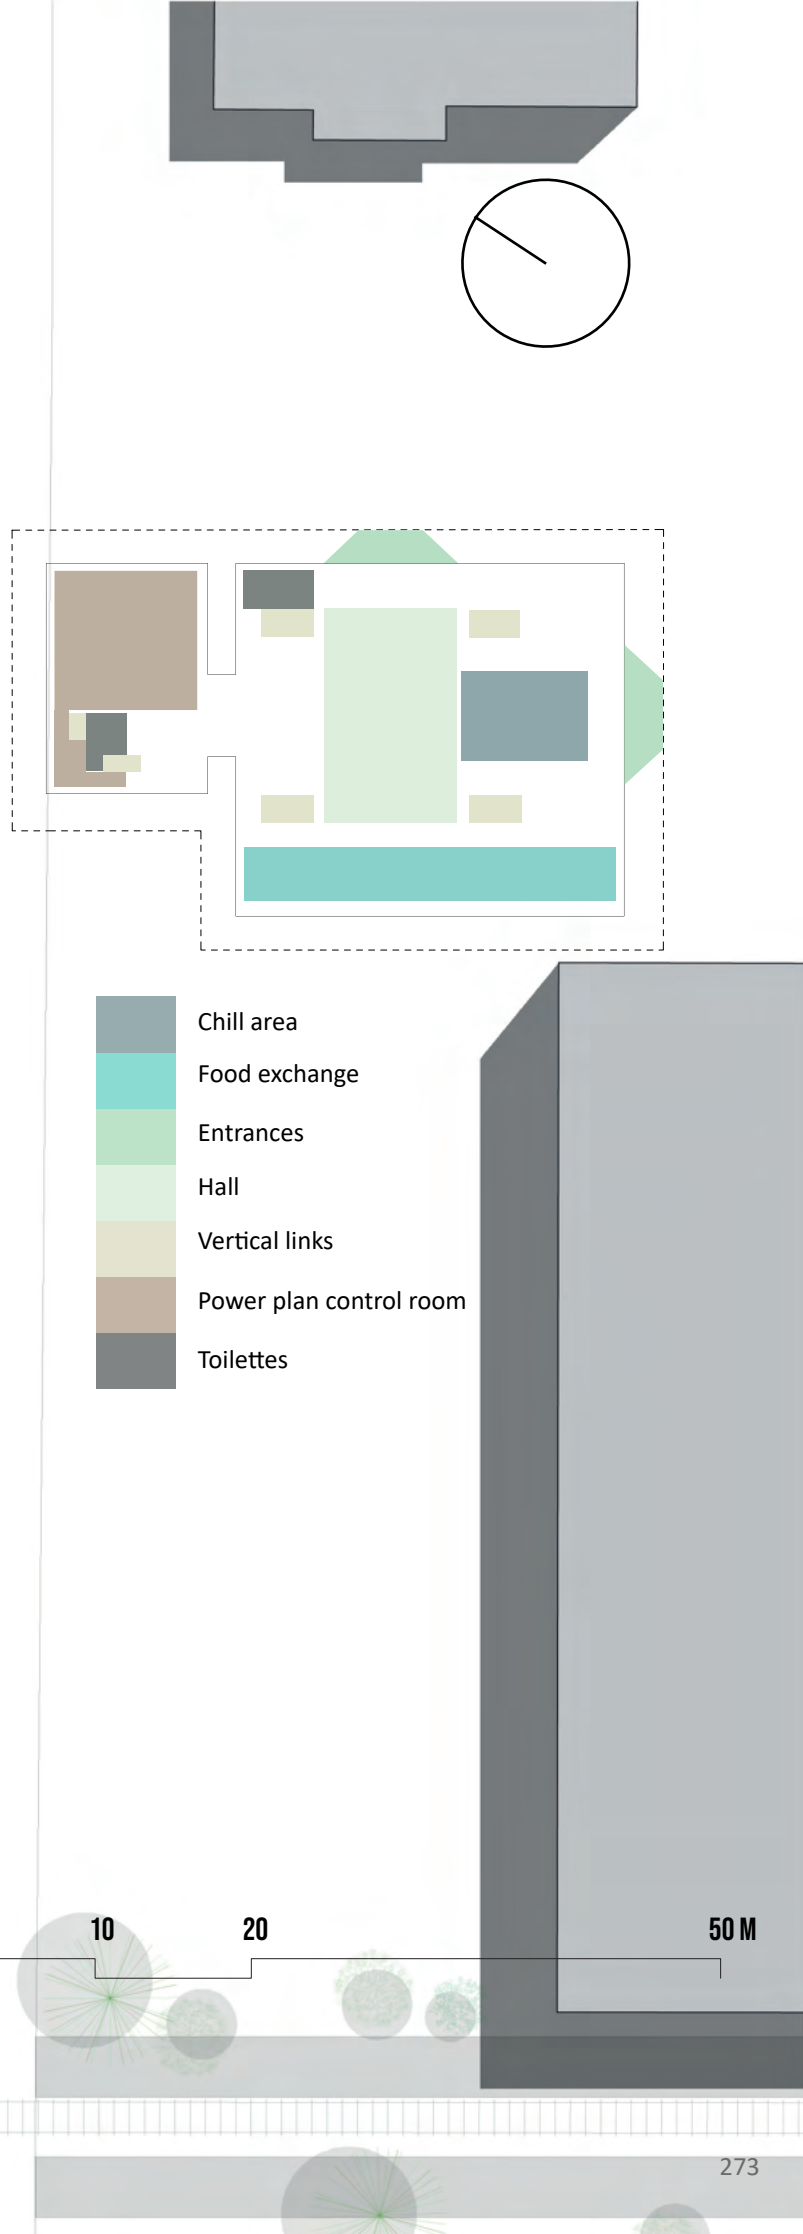 Chill area
Food exchange
Entrances
Hall
Vertical links
Power plan control room
Toilettes
10 20 50 M
273